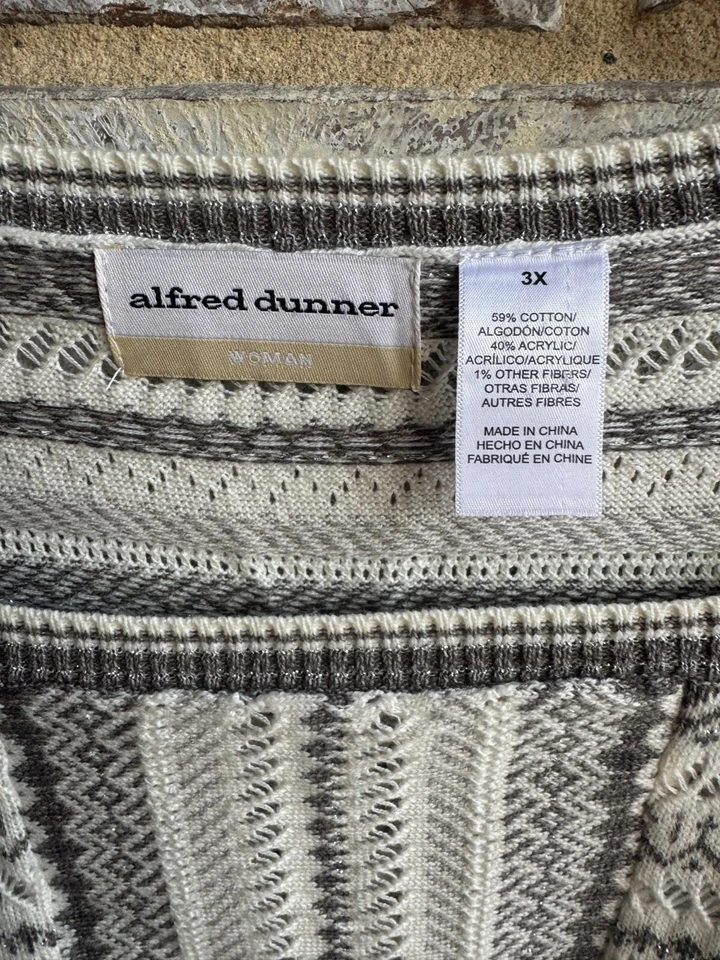 alfred dunner
WOMAN
3X
59% COTTON/
ALGODÓN/COTON
40% ACRYLIC/
ACRÍLICO/ACRYLIQUE
1% OTHER FIBERS/
OTRAS FIBRAS/
AUTRES FIBRES
MADE IN CHINA
HECHO EN CHINA
FABRIQUÉ EN CHINE